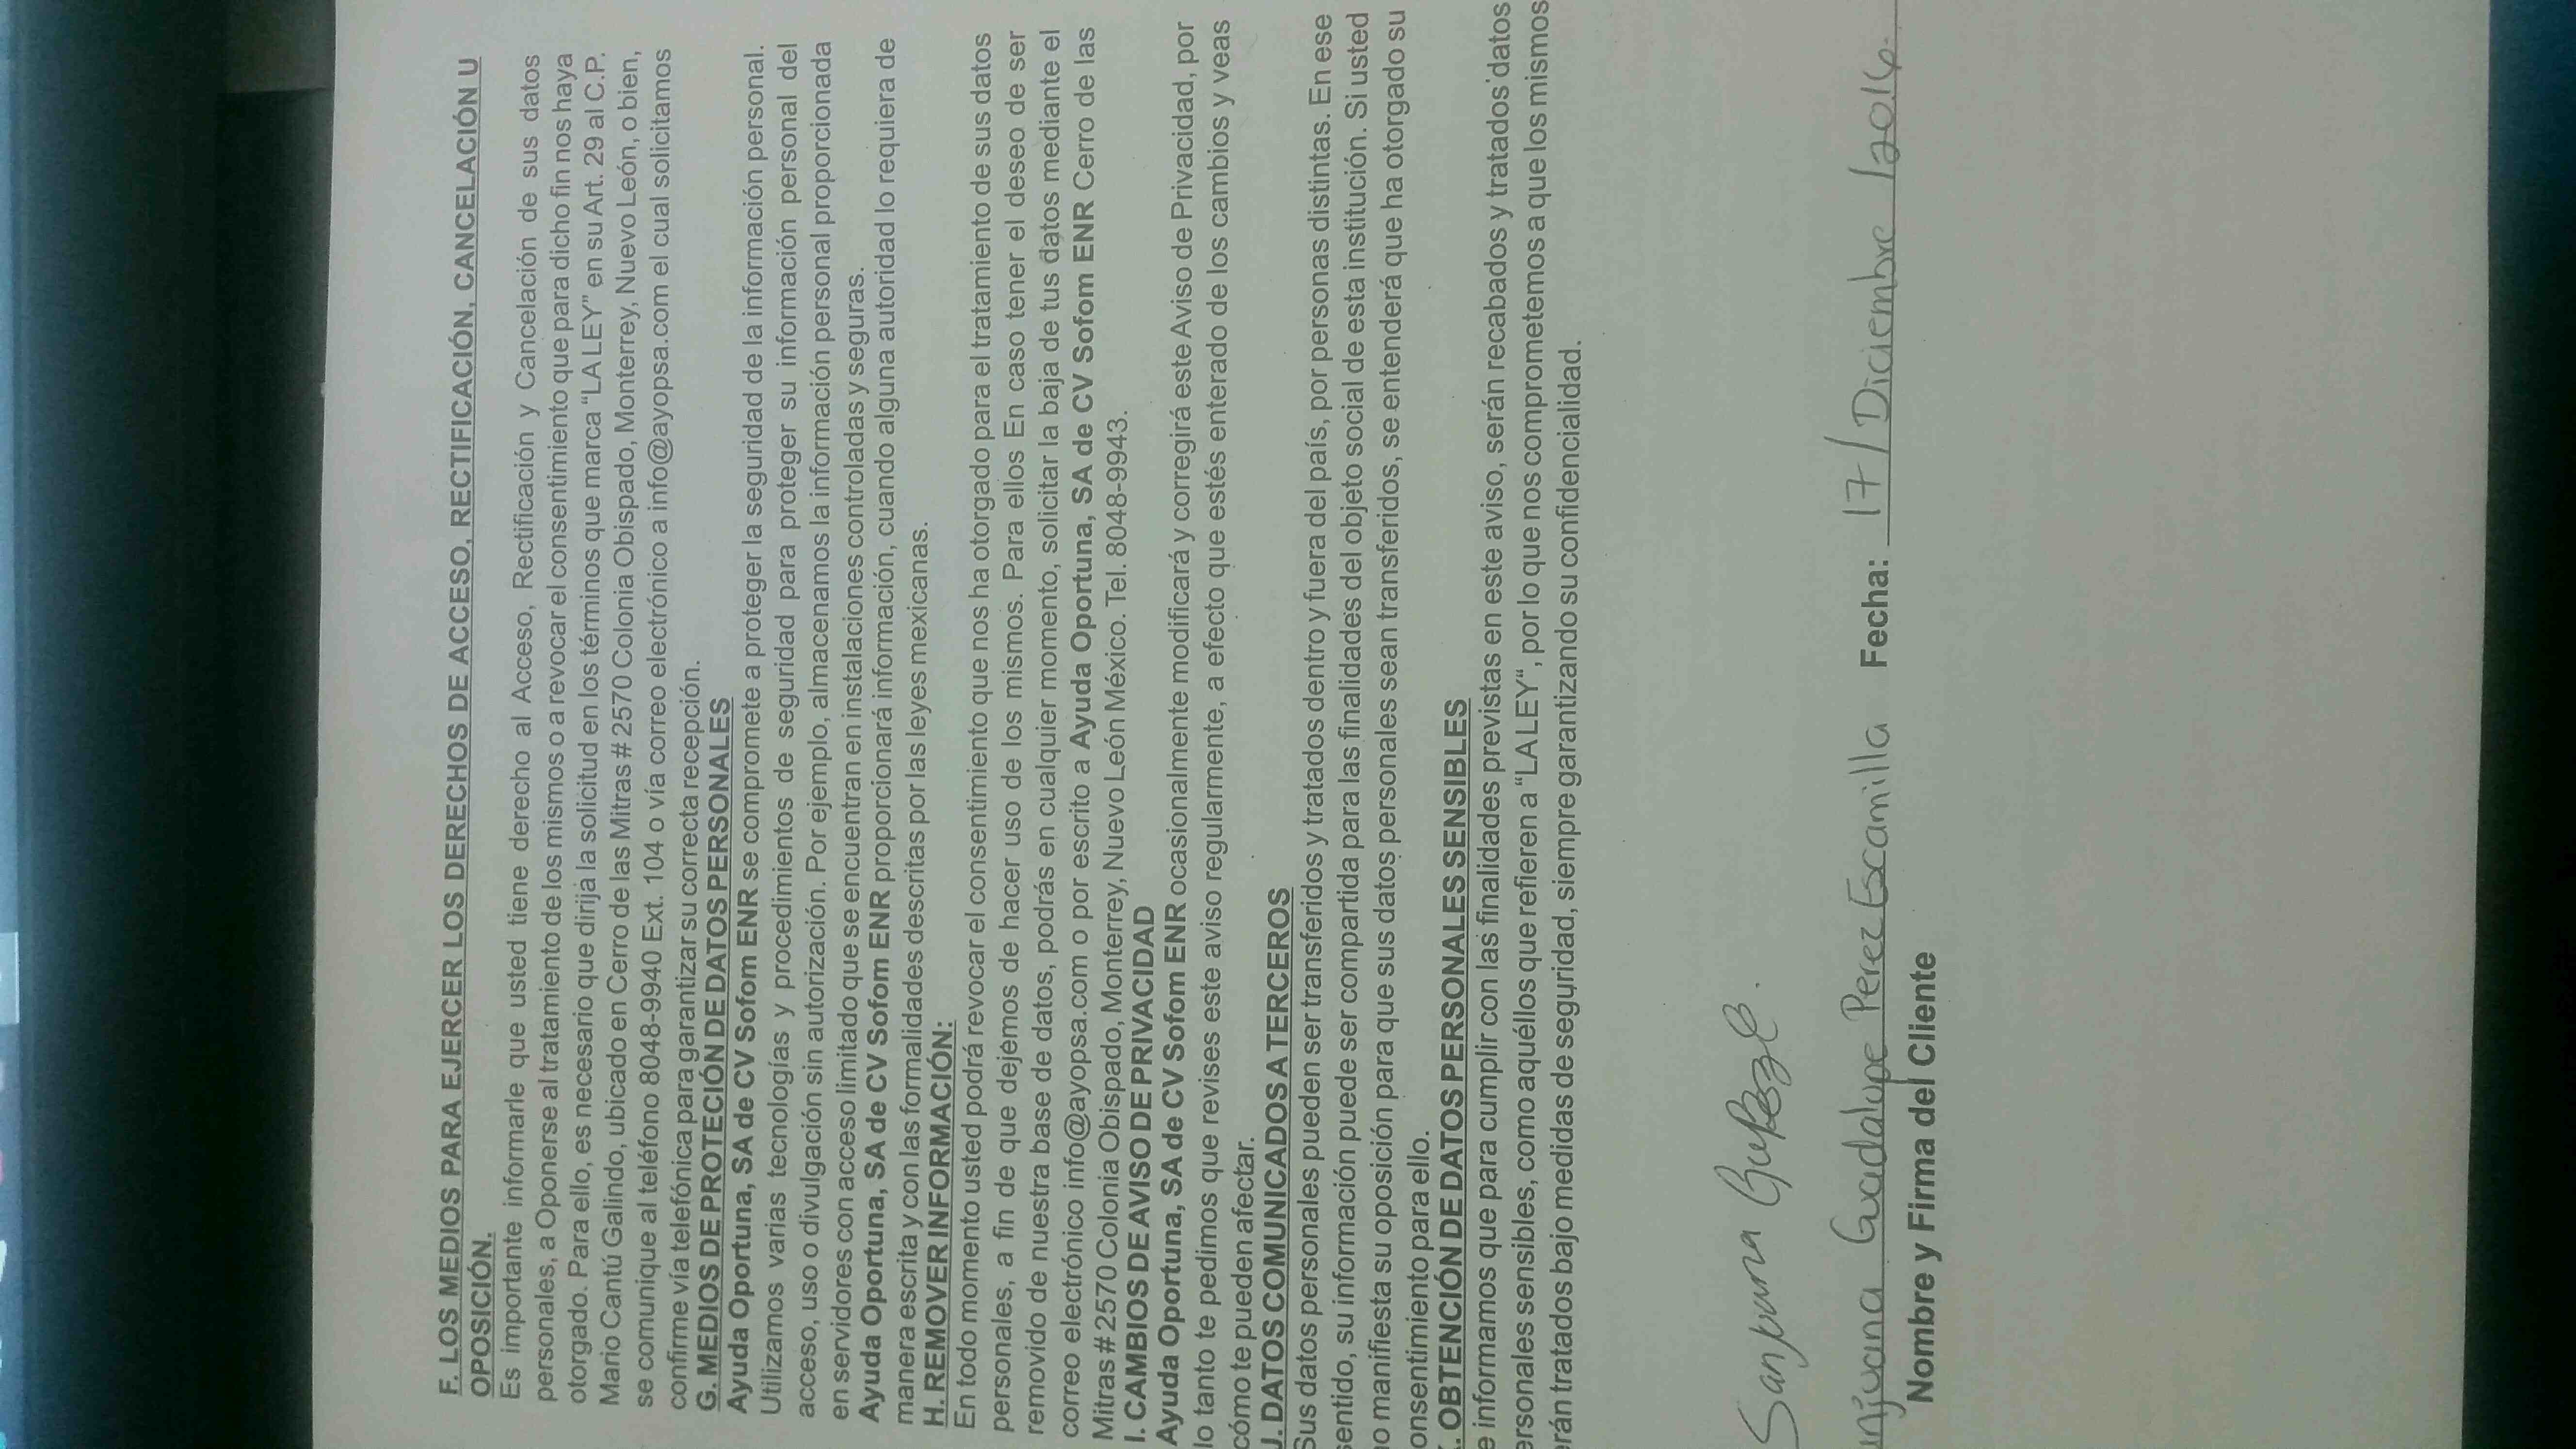 F. LOS MEDIOS PARA EJERCER LOS DERECHOS DE ACCESO, RECTIFICACIÓN, CANCELACIÓN U
OPOSICIÓN.
Es importante informarle que usted tiene derecho al Acceso, Rectificación y Cancelación de sus datos
personales, a Oponerse al tratamiento de los mismos o a revocar el consentimiento que para dicho fin nos haya
otorgado. Para ello, es necesario que dirija la solicitud en los términos que marca “LA LEY” en su Art. 29 al C.P.
Mario Cantú Galindo, ubicado en Cerro de las Mitras # 2570 Colonia Obispado, Monterrey, Nuevo León, o bien,
se comunique al teléfono 8048-9940 Ext. 104 o vía correo electrónico a info@ayopsa.com el cual solicitamos
confirme vía telefónica para garantizar su correcta recepción.
G. MEDIOS DE PROTECIÓN DE DATOS PERSONALES
Ayuda Oportuna, SA de CV Sofom ENR se compromete a proteger la seguridad de la información personal.
Utilizamos varias tecnologías y procedimientos de seguridad para proteger su información personal del
acceso, uso o divulgación sin autorización. Por ejemplo, almacenamos la información personal proporcionada
en servidores con acceso limitado que se encuentran en instalaciones controladas y seguras.
Ayuda Oportuna, SA de CV Sofom ENR proporcionará información, cuando alguna autoridad lo requiera de
manera escrita y con las formalidades descritas por las leyes mexicanas.
H. REMOVER INFORMACIÓN:
En todo momento usted podrá revocar el consentimiento que nos ha otorgado para el tratamiento de sus datos
personales, a fin de que dejemos de hacer uso de los mismos. Para ellos En caso tener el deseo de ser
removido de nuestra base de datos, podrás en cualquier momento, solicitar la baja de tus datos mediante el
correo electrónico info@ayopsa.com o por escrito a Ayuda Oportuna, SA de CV Sofom ENR Cerro de las
Mitras # 2570 Colonia Obispado, Monterrey, Nuevo León México. Tel. 8048-9943.
I. CAMBIOS DE AVISO DE PRIVACIDAD
Ayuda Oportuna, SA de CV Sofom ENR ocasionalmente modificará y corregirá este Aviso de Privacidad, por
lo tanto te pedimos que revises este aviso regularmente, a efecto que estés enterado de los cambios y veas
cómo te pueden afectar.
J. DATOS COMUNICADOS A TERCEROS
Sus datos personales pueden ser transferidos y tratados dentro y fuera del país, por personas distintas. En ese
sentido, su información puede ser compartida para las finalidades del objeto social de esta institución. Si usted
no manifiesta su oposición para que sus datos personales sean transferidos, se entenderá que ha otorgado su
onsentimiento para ello.
. OBTENCIÓN DE DATOS PERSONALES SENSIBLES
e informamos que para cumplir con las finalidades previstas en este aviso, serán recabados y tratados datos
ersonales sensibles, como aquéllos que refieren a “LA LEY“, por lo que nos comprometemos a que los mismos
erán tratados bajo medidas de seguridad, siempre garantizando su confidencialidad.
Sanjuana
anjuana Guadalupe Perez Escamilla Fecha: 17/Diciembre/2016.
Nombre y Firma del Cliente